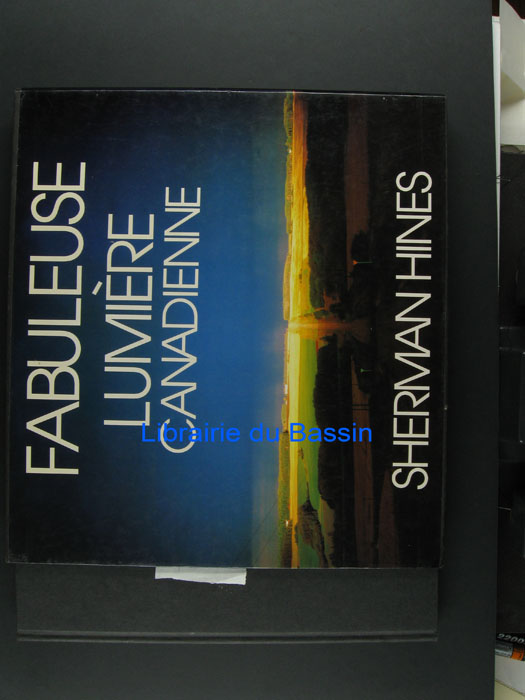 FABULEUSE
LUMIÈRE
CANADIENNE
SHERMAN HINES
Librairie du Bassin